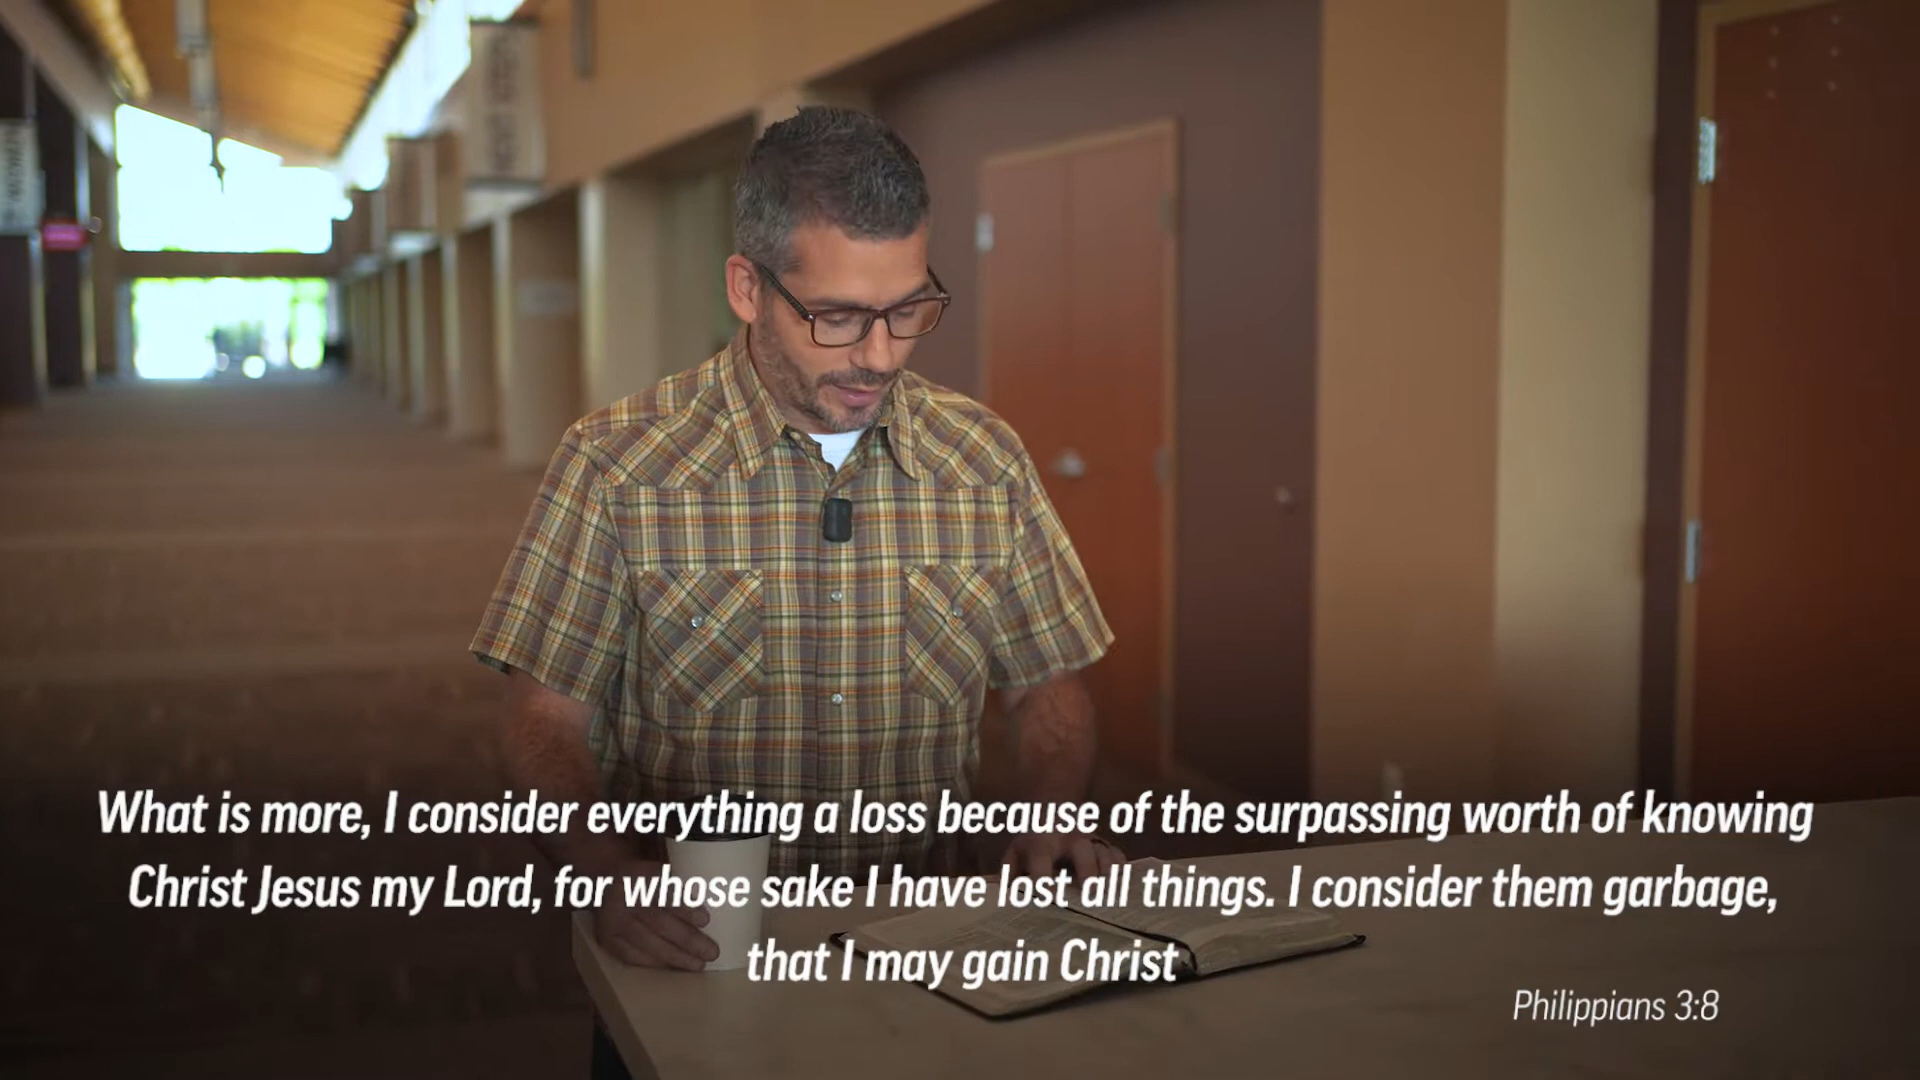 What is more, I consider everything a loss because of the surpassing worth of knowing
Christ Jesus my Lord, for whose sake I have lost all things. I consider them garbage,
that I may gain Christ
Philippians 3:8